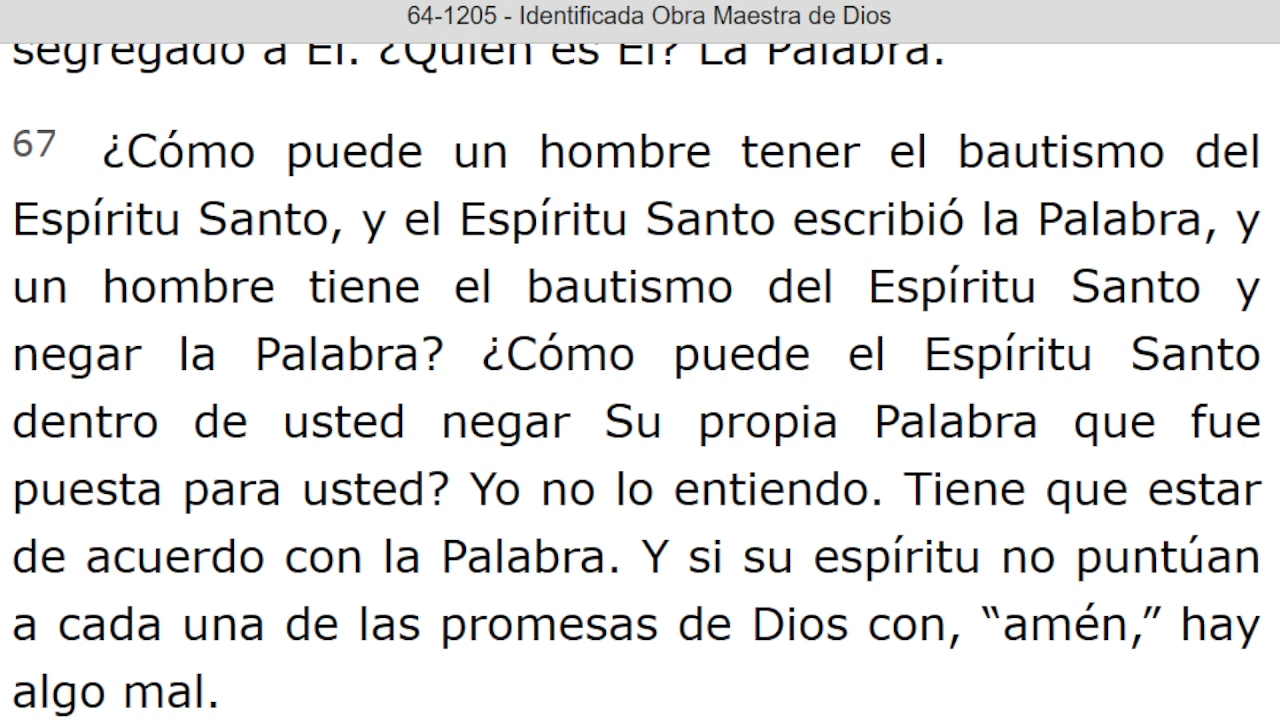 64-1205 - Identificada Obra Maestra de Dios
segregado a Él. ¿Quién es Él? La Palabra.
67 ¿Cómo puede un hombre tener el bautismo del
Espíritu Santo, y el Espíritu Santo escribió la Palabra, y
un hombre tiene el bautismo del Espíritu Santo y
negar la Palabra? ¿Cómo puede el Espíritu Santo
dentro de usted negar Su propia Palabra que fue
puesta para usted? Yo no lo entiendo. Tiene que estar
de acuerdo con la Palabra. Y si su espíritu no puntúan
a cada una de las promesas de Dios con, “amén,” hay
algo mal.